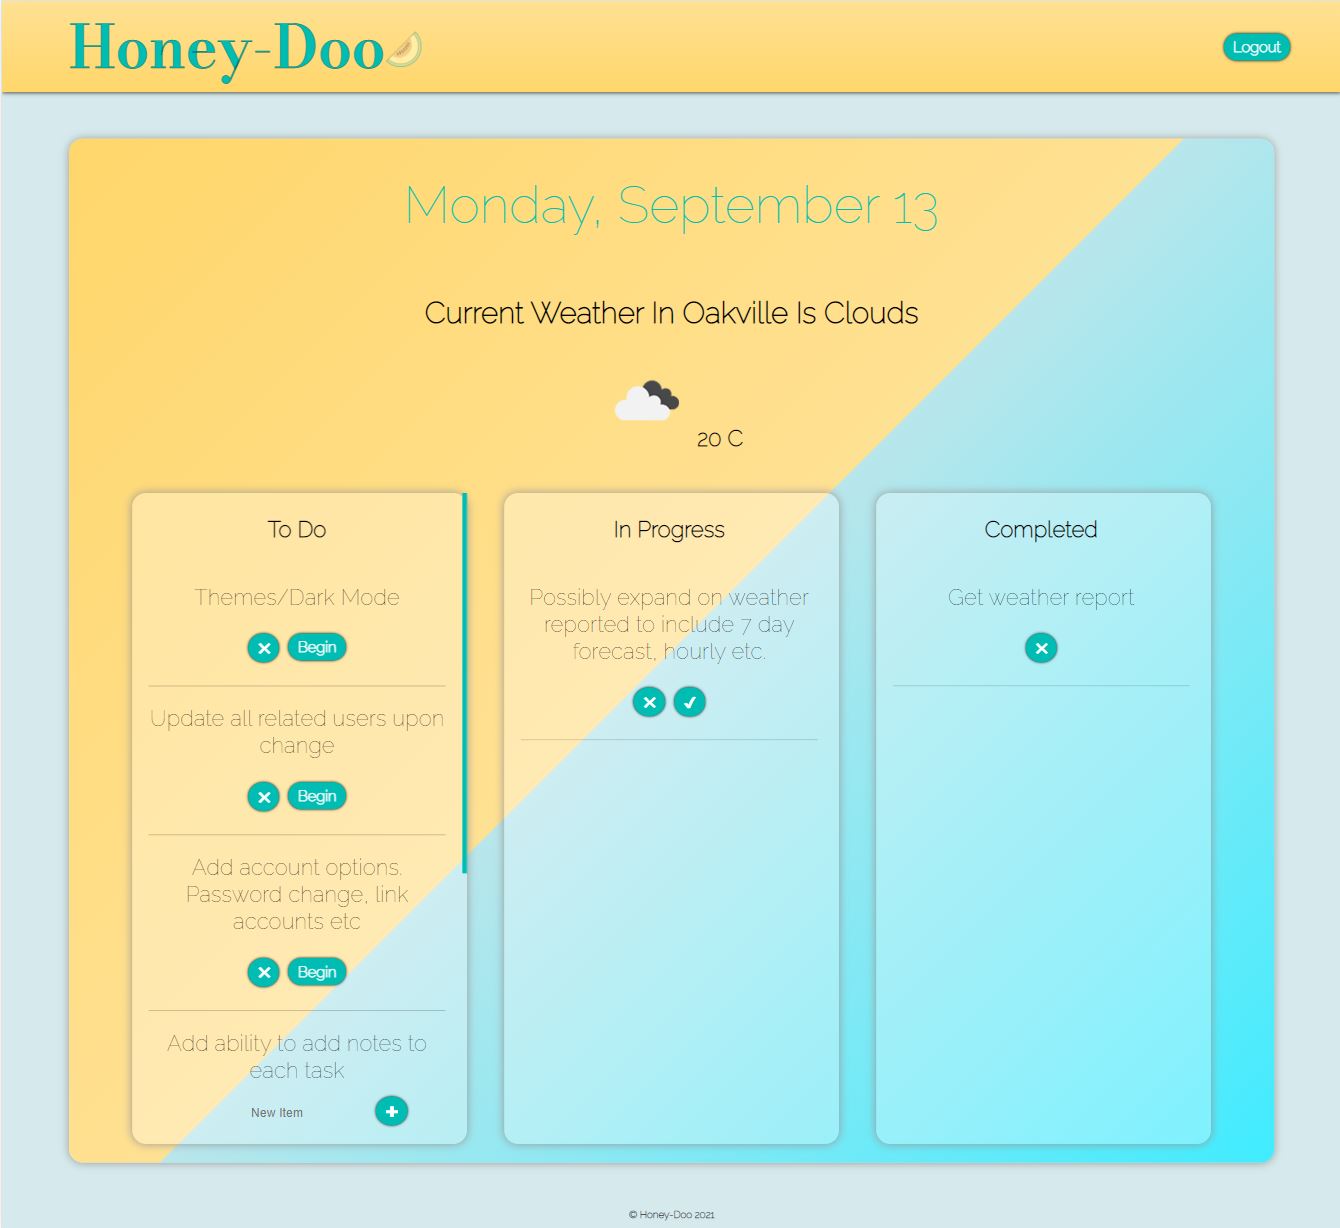 Honey-Doo
Logout
Monday, September 13
Current Weather In Oakville Is Clouds
20 C
To Do
Themes/Dark Mode
Begin
Update all related users upon
change
Begin
Add account options.
Password change, link
accounts etc
Begin
Add ability to add notes to
each task
New Item
In Progress
Possibly expand on weather
reported to include 7 day
forecast, hourly etc.
Completed
Get weather report
© Honey-Doo 2021